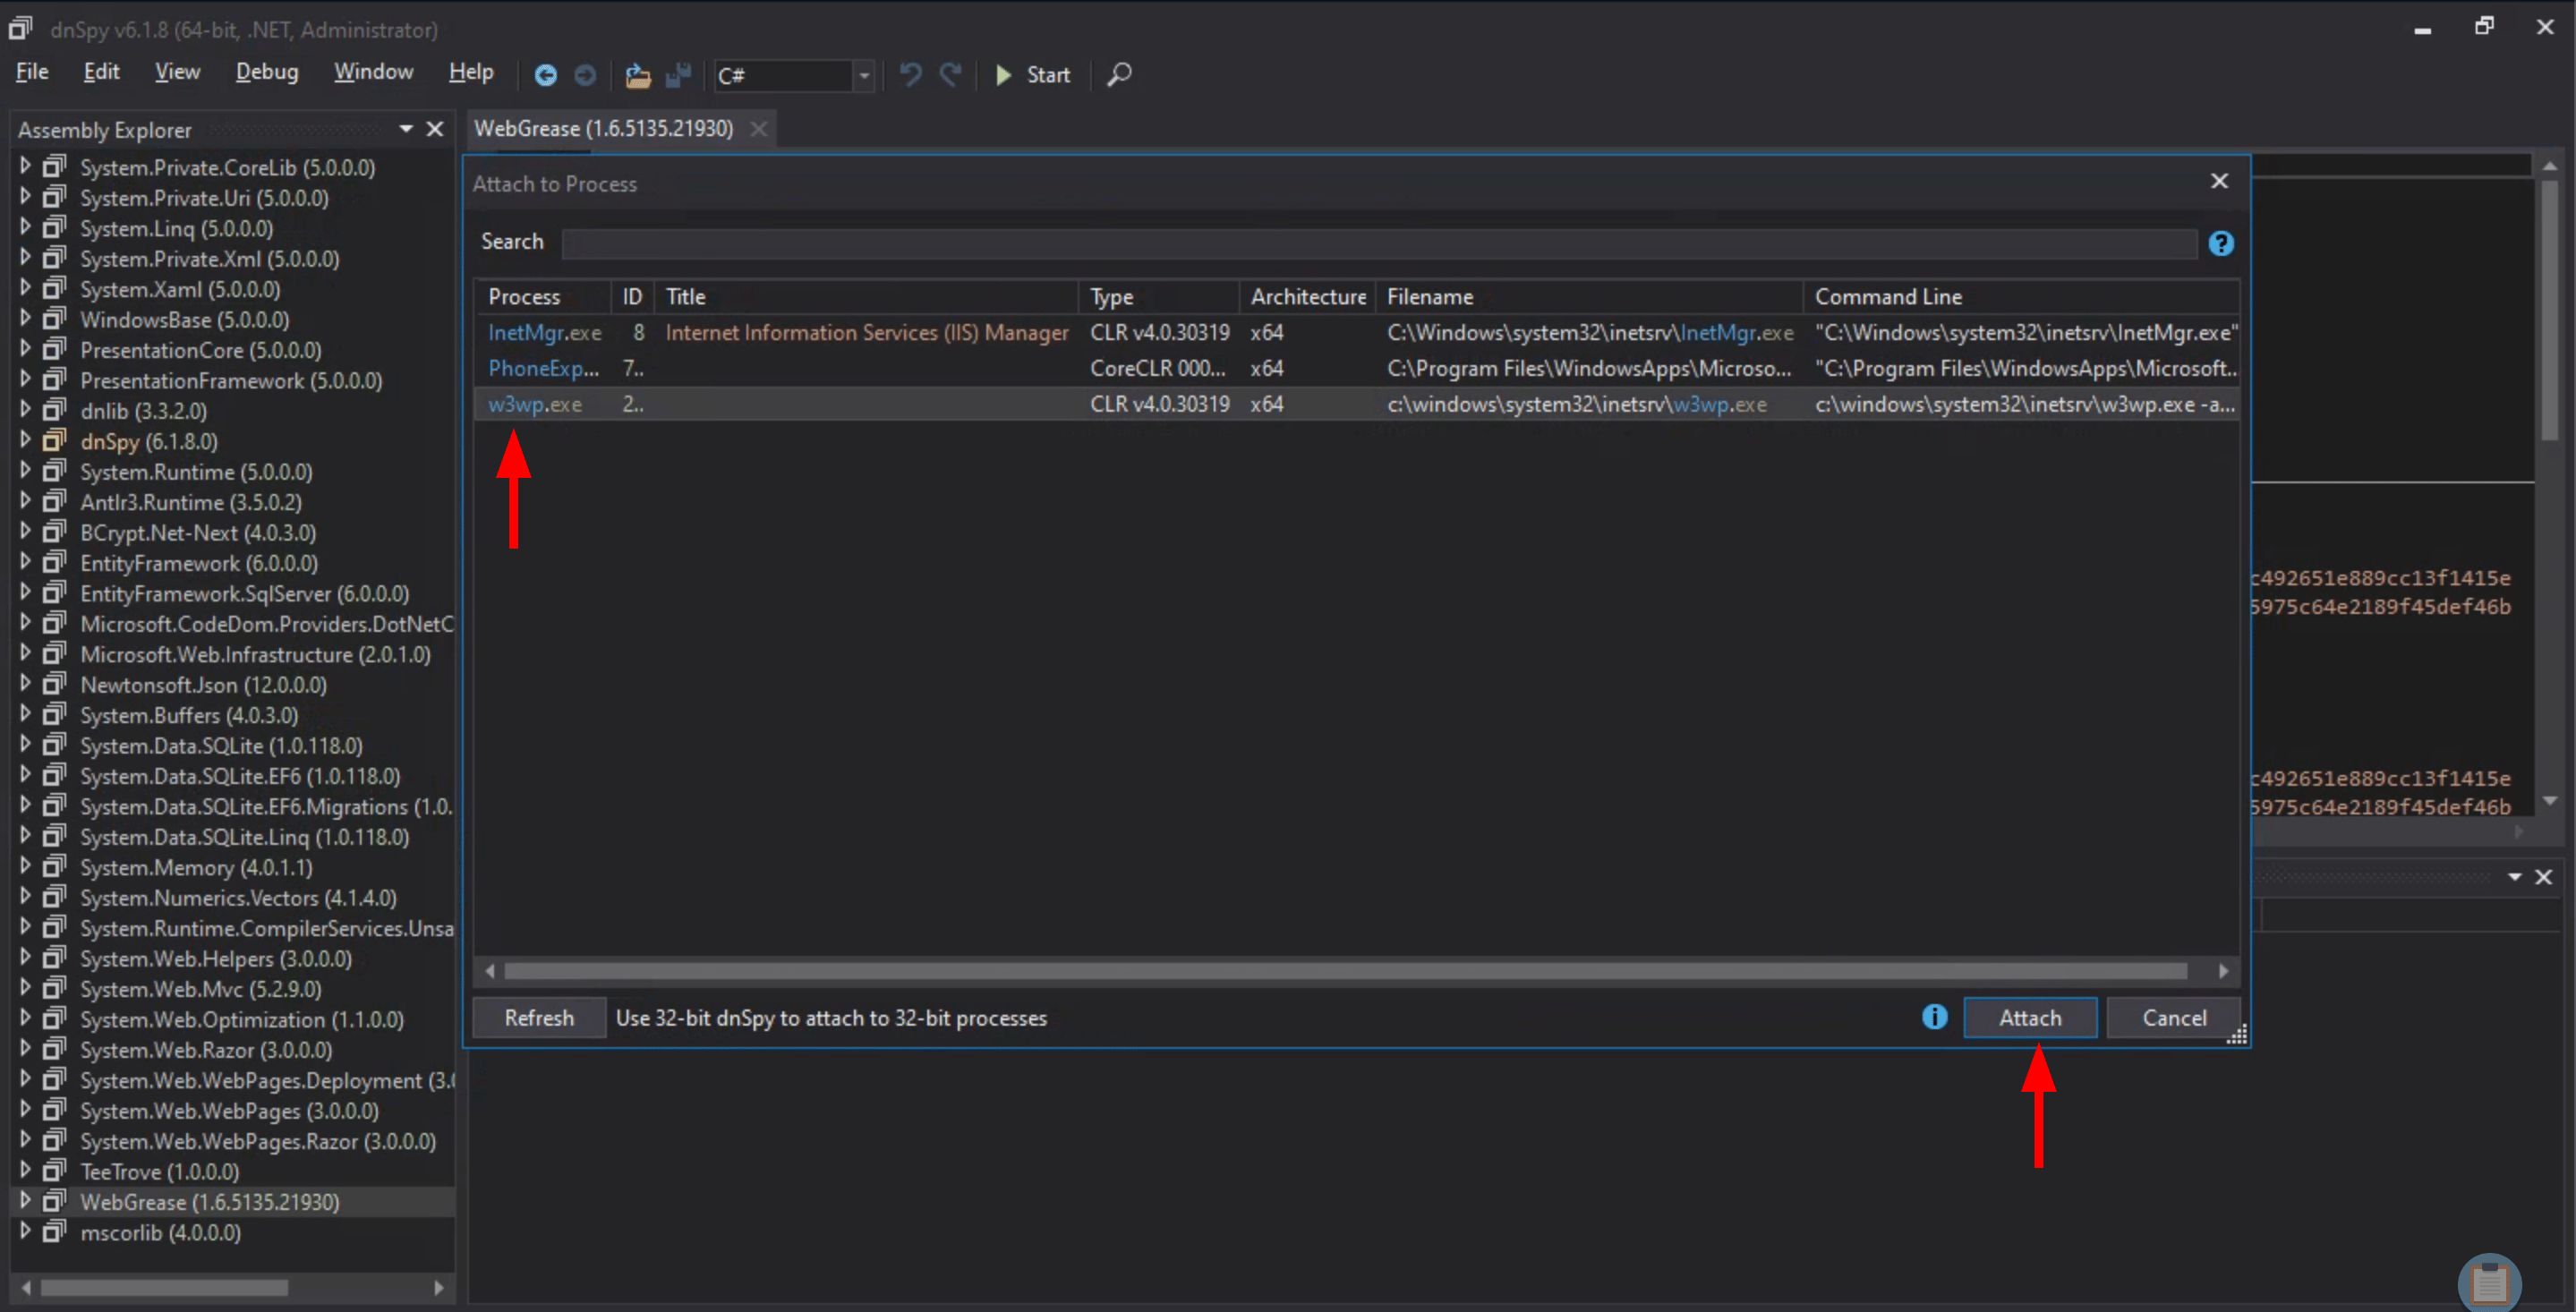 dnSpy v6.1.8 (64-bit, .NET, Administrator)
File Edit View Debug Window Help C# Start
Assembly Explorer
System.Private.CoreLib (5.0.0.0)
System.Private.Uri (5.0.0.0)
System.Linq (5.0.0.0)
System.Private.Xml (5.0.0.0)
System.Xaml (5.0.0.0)
WindowsBase (5.0.0.0)
PresentationCore (5.0.0.0)
PresentationFramework (5.0.0.0)
dnlib (3.3.2.0)
dnSpy (6.1.8.0)
System.Runtime (5.0.0.0)
Antlr3.Runtime (3.5.0.2)
BCrypt.Net-Next (4.0.3.0)
EntityFramework (6.0.0.0)
EntityFramework.SqlServer (6.0.0.0)
Microsoft.CodeDom.Providers.DotNetC
Microsoft.Web.Infrastructure (2.0.1.0)
Newtonsoft.Json (12.0.0.0)
System.Buffers (4.0.3.0)
System.Data.SQLite (1.0.118.0)
System.Data.SQLite.EF6 (1.0.118.0)
System.Data.SQLite.EF6.Migrations (1.0.
System.Data.SQLite.Linq (1.0.118.0)
System.Memory (4.0.1.1)
System.Numerics.Vectors (4.1.4.0)
System.Runtime.CompilerServices.Unsa
System.Web.Helpers (3.0.0.0)
System.Web.Mvc (5.2.9.0)
System.Web.Optimization (1.1.0.0)
System.Web.Razor (3.0.0.0)
System.Web.WebPages.Deployment (3.0
System.Web.WebPages (3.0.0.0)
System.Web.WebPages.Razor (3.0.0.0)
TeeTrove (1.0.0.0)
WebGrease (1.6.5135.21930)
mscorlib (4.0.0.0)
WebGrease (1.6.5135.21930)
Attach to Process
Search
Process ID Title Type Architecture Filename Command Line
InetMgr.exe 8 Internet Information Services (IIS) Manager CLR v4.0.30319 x64 C:\Windows\system32\inetsrv\InetMgr.exe "C:\Windows\system32\inetsrv\InetMgr.exe"
PhoneExp... 7.. CoreCLR 000... x64 C:\Program Files\WindowsApps\Microso... "C:\Program Files\WindowsApps\Microsoft...
w3wp.exe 2.. CLR v4.0.30319 x64 c:\windows\system32\inetsrv\w3wp.exe c:\windows\system32\inetsrv\w3wp.exe -a...
Refresh Use 32-bit dnSpy to attach to 32-bit processes Attach Cancel
c492651e889cc13f1415e
5975c64e2189f45def46b
c492651e889cc13f1415e
5975c64e2189f45def46b